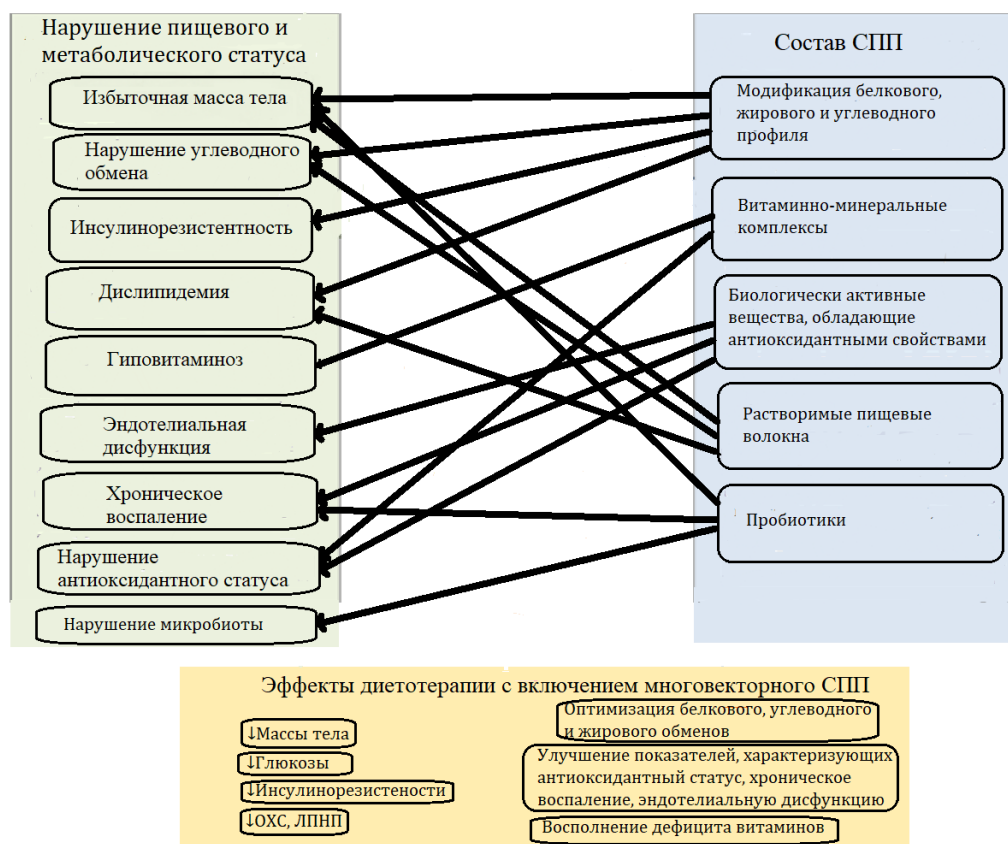 Нарушение пищевого и
метаболического статуса
Избыточная масса тела
Нарушение углеводного
обмена
Инсулинорезистентность
Дислипидемия
Гиповитаминоз
Эндотелиальная
дисфункция
Хроническое
воспаление
Нарушение
антиоксидантного статуса
Нарушение микробиоты
Состав СПП
Модификация белкового,
жирового и углеводного
профиля
Витаминно-минеральные
комплексы
Биологически активные
вещества, обладающие
антиоксидантными свойствами
Растворимые пищевые
волокна
Пробиотики
Эффекты диетотерапии с включением многовекторного СПП
↓Массы тела
↓Глюкозы
↓Инсулинорезистености
↓ОХС, ЛПНП
Оптимизация белкового, углеводного
и жирового обменов
Улучшение показателей, характеризующих
антиоксидантный статус, хроническое
воспаление, эндотелиальную дисфункцию
Восполнение дефицита витаминов